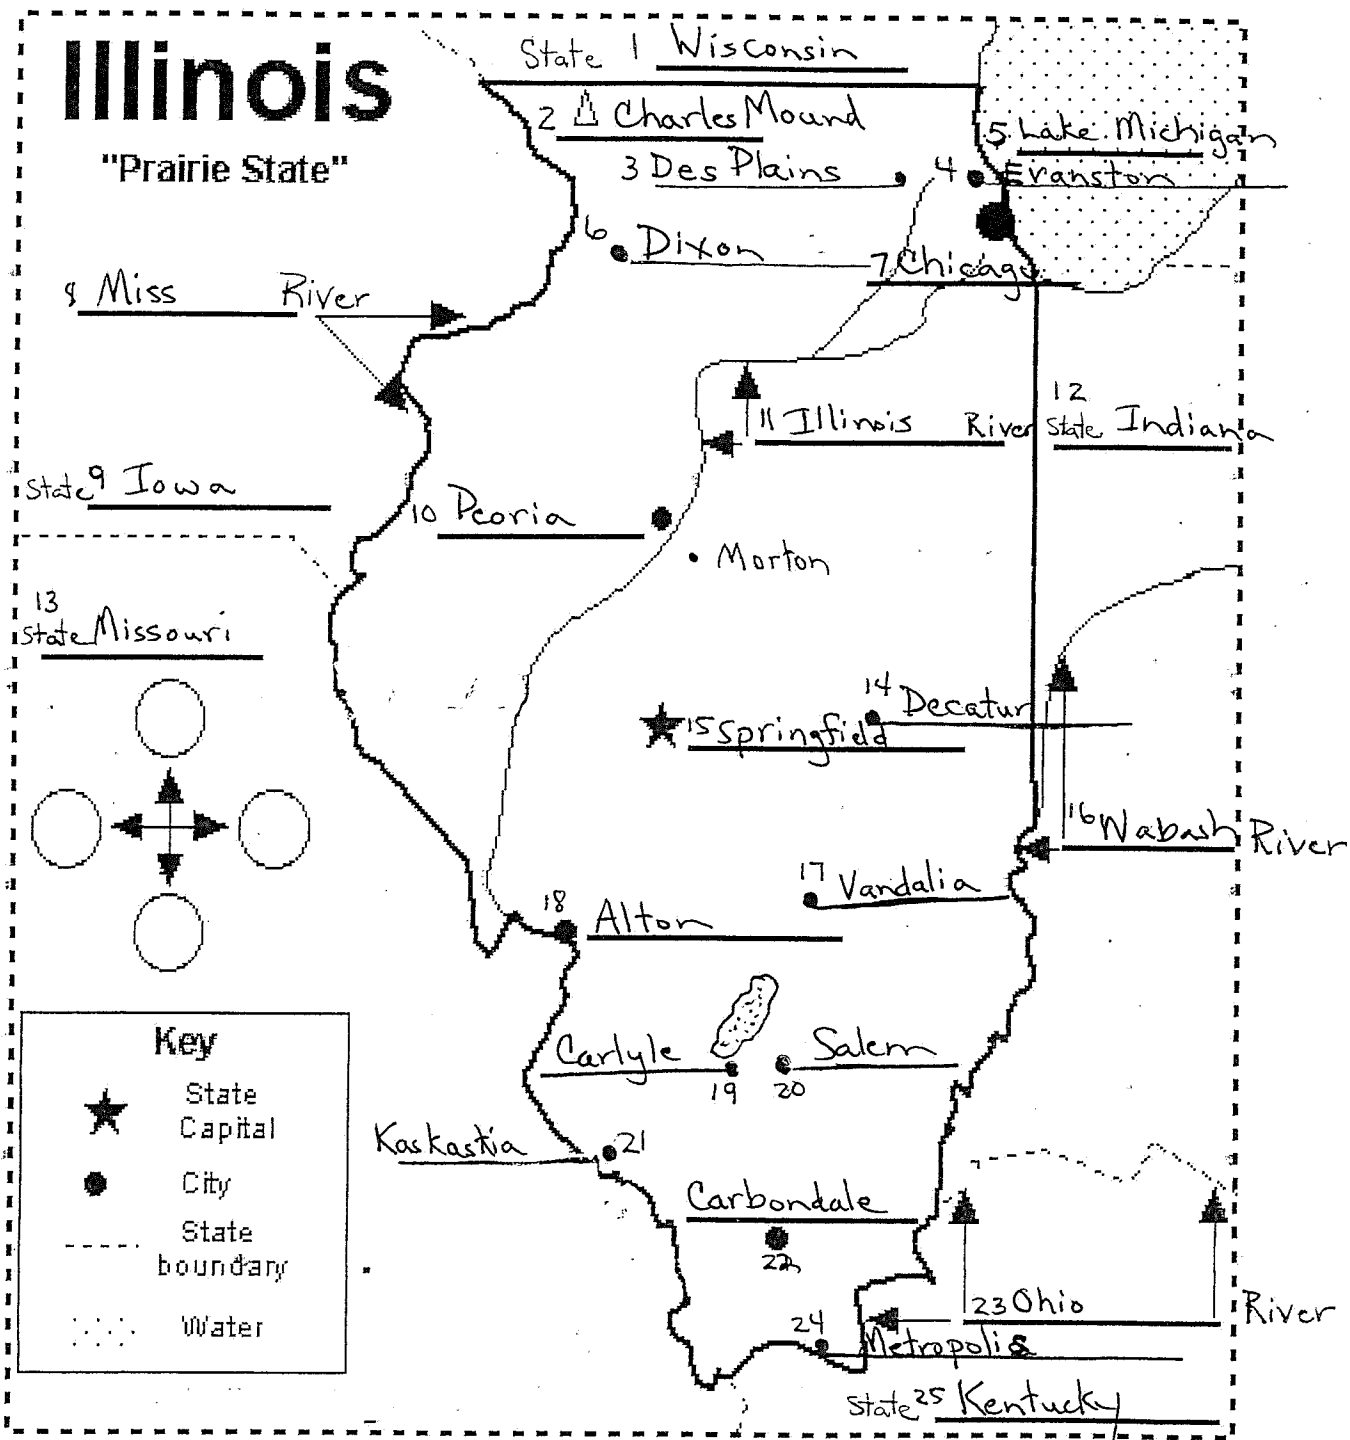 Illinois
"Prairie State"
State 1 Wisconsin
2 Charles Mound
5 Lake Michigan
3 Des Plains
4 Evanston
6 Dixon
7 Chicago
8 Miss River
11 Illinois River
12
State Indiana
State 9 Iowa
10 Peoria
Morton
13
State Missouri
14 Decatur
15 Springfield
16 Wabash River
17 Vandalia
18 Alton
Carlyle
19
Salem
20
Kaskaskia 21
Carbondale
22
23 Ohio River
24
Metropolis
State 25 Kentucky
Key
State
Capital
City
State
boundary
Water